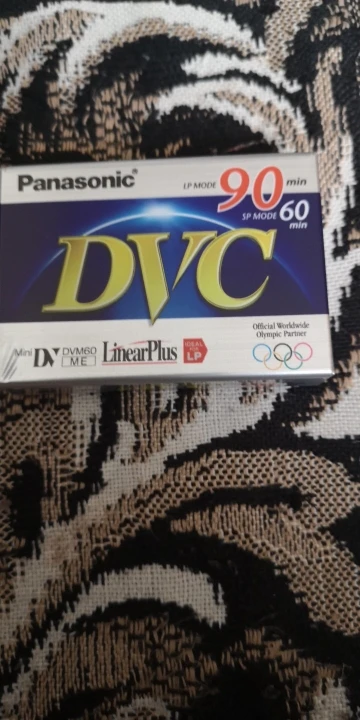 Panasonic®
LP MODE 90 min
SP MODE 60 min
DVC
Official Worldwide
Olympic Partner
Mini DV DVM60 ME LinearPlus IDEAL FOR LP